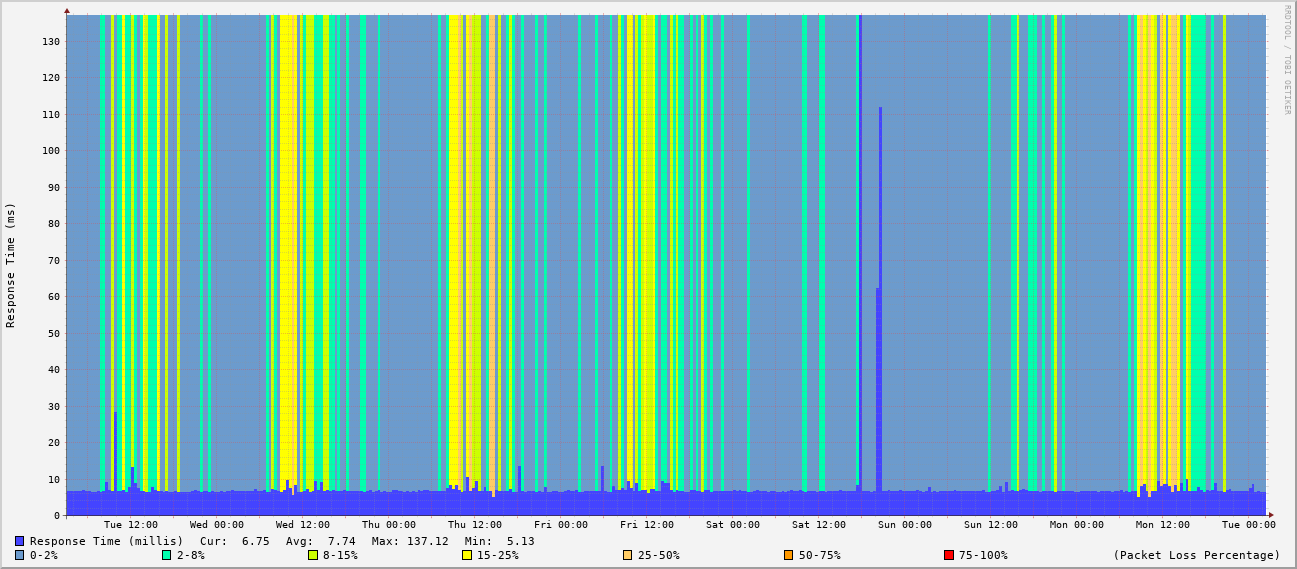 RRDTOOL / TOBI OETIKER
Response Time (ms)
130
120
110
100
90
80
70
60
50
40
30
20
10
0
Tue 12:00 Wed 00:00 Wed 12:00 Thu 00:00 Thu 12:00 Fri 00:00 Fri 12:00 Sat 00:00 Sat 12:00 Sun 00:00 Sun 12:00 Mon 00:00 Mon 12:00 Tue 00:00
Response Time (millis) Cur: 6.75 Avg: 7.74 Max: 137.12 Min: 5.13
0-2% 2-8% 8-15% 15-25% 25-50% 50-75% 75-100% (Packet Loss Percentage)